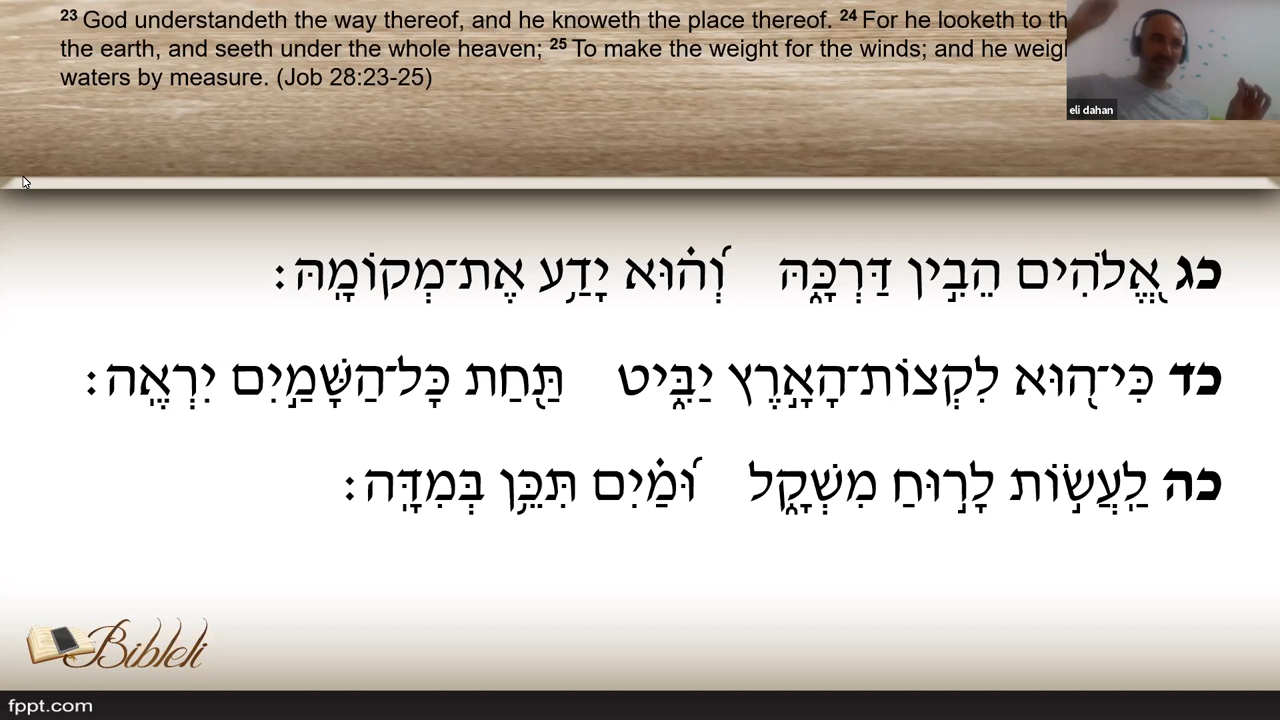 23 God understandeth the way thereof, and he knoweth the place thereof. 24 For he looketh to th
the earth, and seeth under the whole heaven; 25 To make the weight for the winds; and he weig
waters by measure. (Job 28:23-25)
eli dahan
כג אֱ֭לֹהִים הֵבִ֣ין דַּרְכָּ֑הּ וְ֝ה֗וּא יָדַ֥ע אֶת־מְקוֹמָֽהּ׃
כד כִּי־ה֭וּא לִקְצוֹת־הָאָ֣רֶץ יַבִּ֑יט תַּ֖חַת כָּל־הַשָּׁמַ֣יִם יִרְאֶֽה׃
כה לַעֲשׂ֣וֹת לָר֣וּחַ מִשְׁקָ֑ל וּ֝מַ֗יִם תִּכֵּ֥ן בְּמִדָּֽה׃
Bibleli
fppt.com